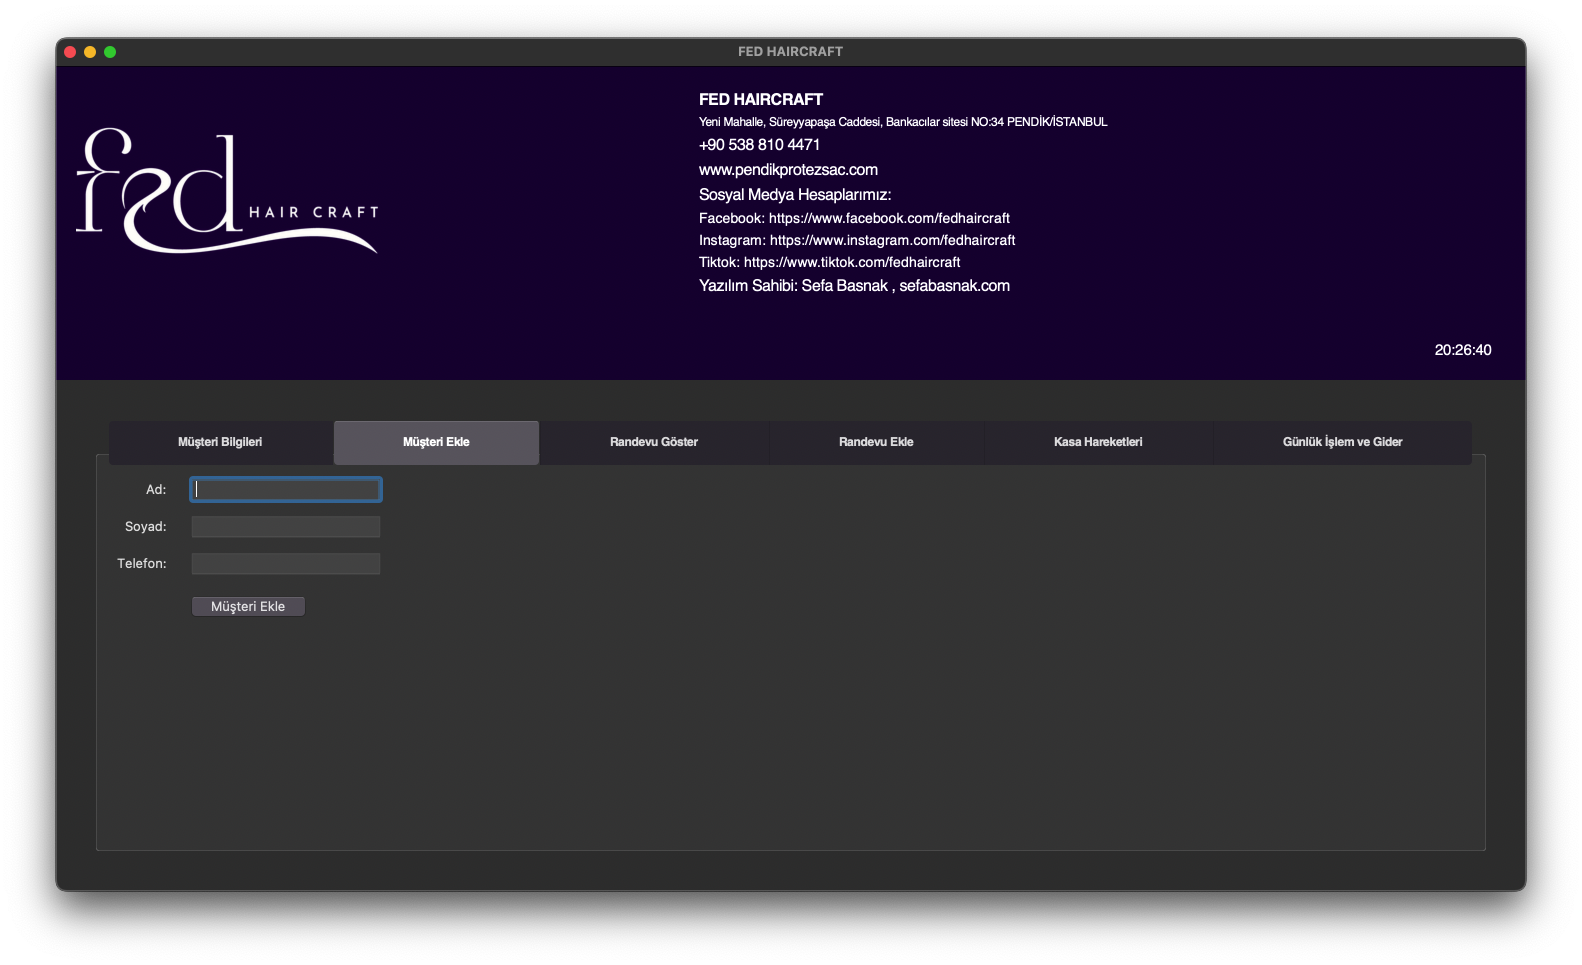 FED HAIRCRAFT
fed HAIR CRAFT
FED HAIRCRAFT
Yeni Mahalle, Süreyyapaşa Caddesi, Bankacılar sitesi NO:34 PENDİK/İSTANBUL
+90 538 810 4471
www.pendikprotezsac.com
Sosyal Medya Hesaplarımız:
Facebook: https://www.facebook.com/fedhaircraft
Instagram: https://www.instagram.com/fedhaircraft
Tiktok: https://www.tiktok.com/fedhaircraft
Yazılım Sahibi: Sefa Basnak , sefabasnak.com
20:26:40
Müşteri Bilgileri Müşteri Ekle Randevu Göster Randevu Ekle Kasa Hareketleri Günlük İşlem ve Gider
Ad:
Soyad:
Telefon:
Müşteri Ekle